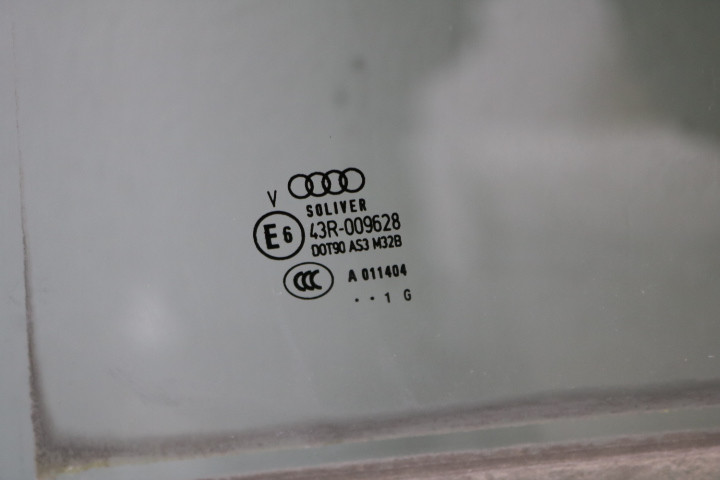 V
SOLIVER
E6 43R-009628
DOT90 AS3 M32B
CCC A 011404
. . 1 G